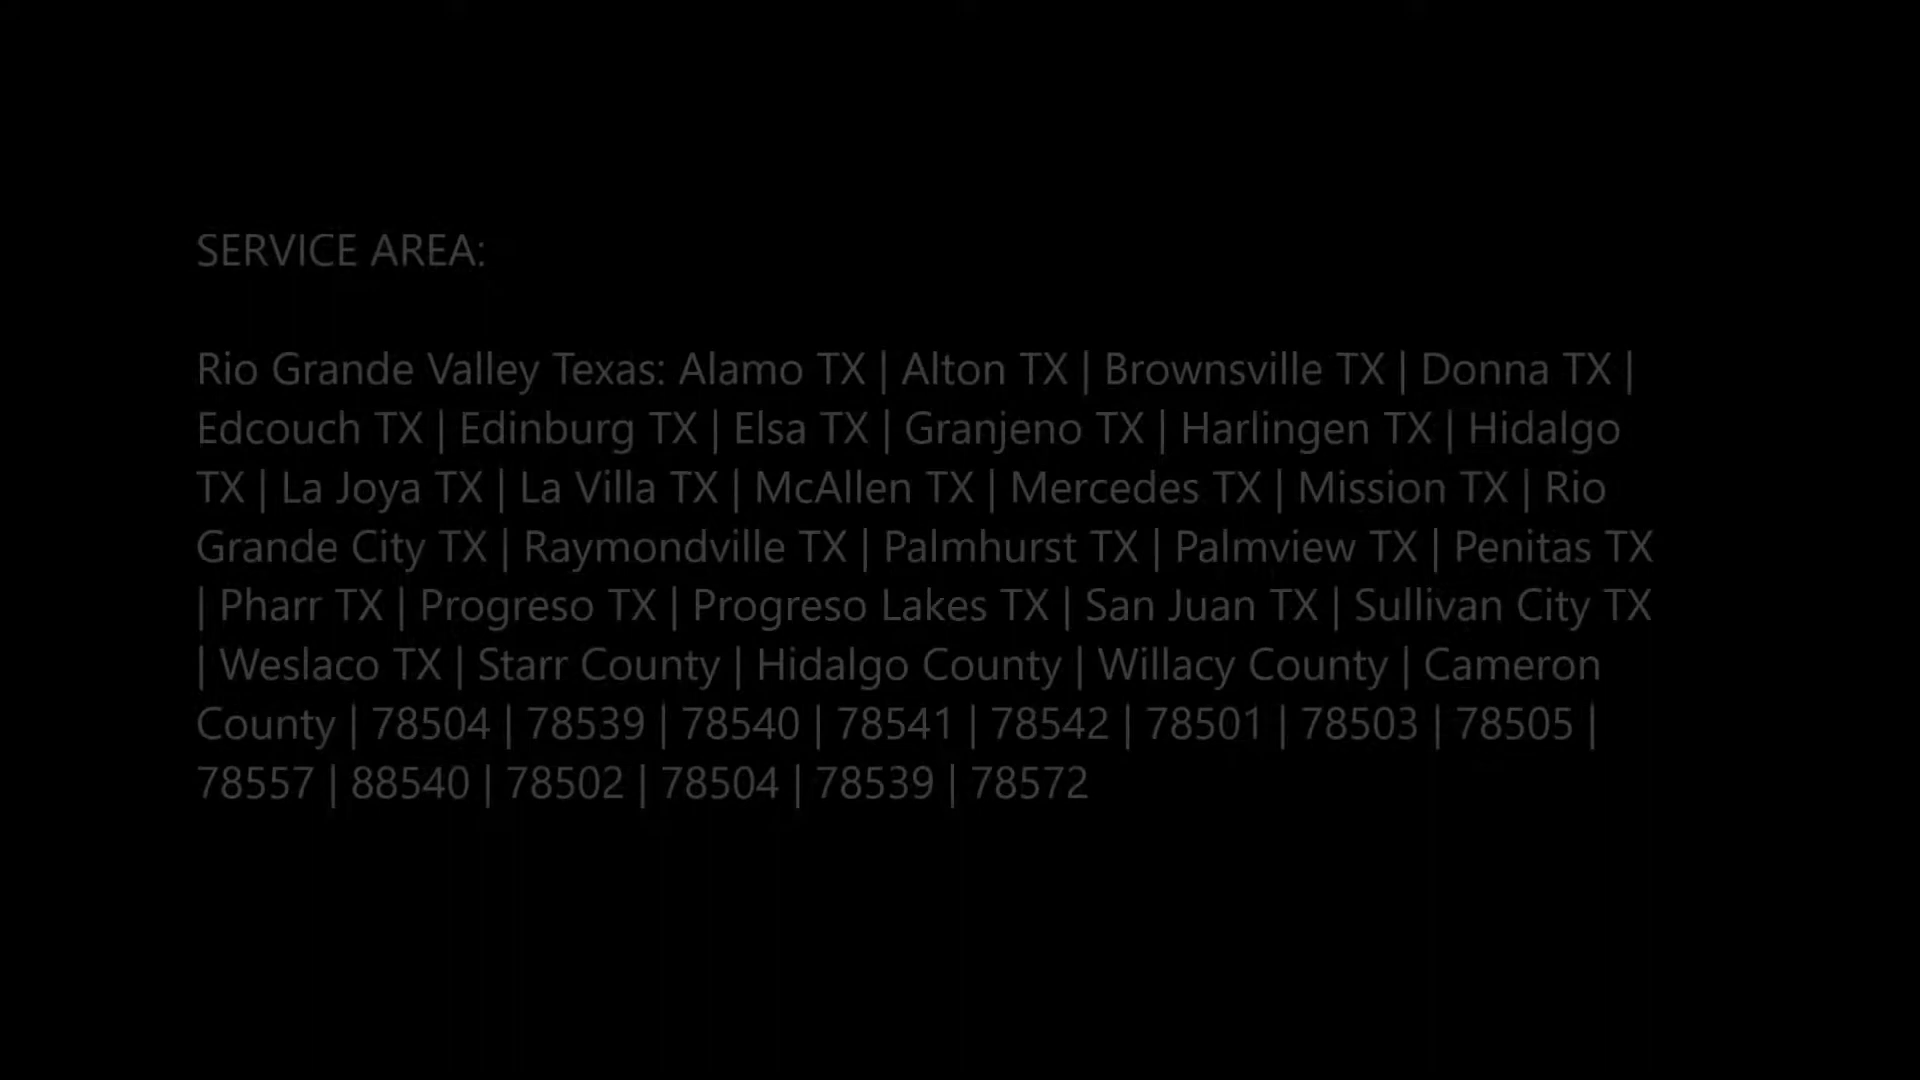 SERVICE AREA:
Rio Grande Valley Texas: Alamo TX | Alton TX | Brownsville TX | Donna TX |
Edcouch TX | Edinburg TX | Elsa TX | Granjeno TX | Harlingen TX | Hidalgo
TX | La Joya TX | La Villa TX | McAllen TX | Mercedes TX | Mission TX | Rio
Grande City TX | Raymondville TX | Palmhurst TX | Palmview TX | Penitas TX
| Pharr TX | Progreso TX | Progreso Lakes TX | San Juan TX | Sullivan City TX
| Weslaco TX | Starr County | Hidalgo County | Willacy County | Cameron
County | 78504 | 78539 | 78540 | 78541 | 78542 | 78501 | 78503 | 78505 |
78557 | 88540 | 78502 | 78504 | 78539 | 78572